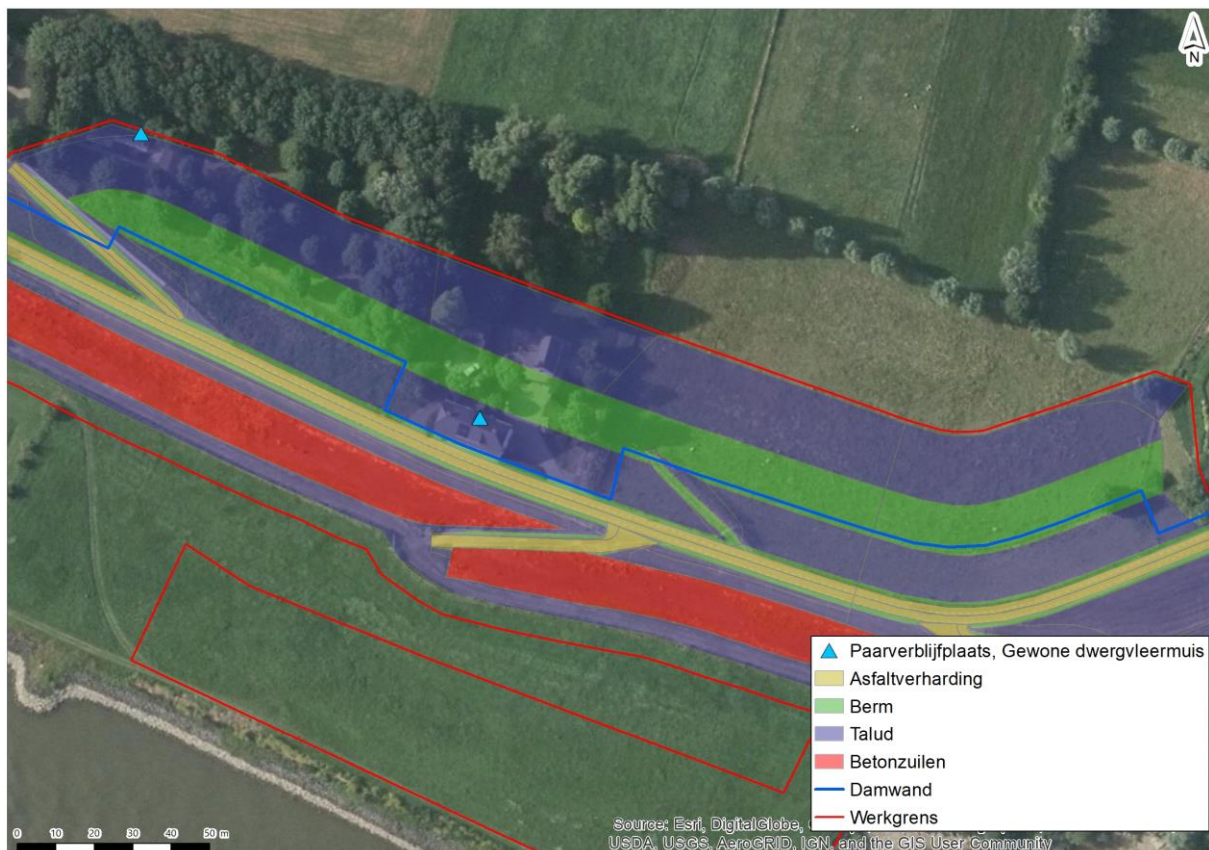 N
Paarverblijfplaats, Gewone dwergvleermuis
Asfaltverharding
Berm
Talud
Betonzuilen
Damwand
Werkgrens
0 10 20 30 40 50 m
Source: Esri, DigitalGlobe,
USDA, USGS, AeroGRID, IGN, and the GIS User Community